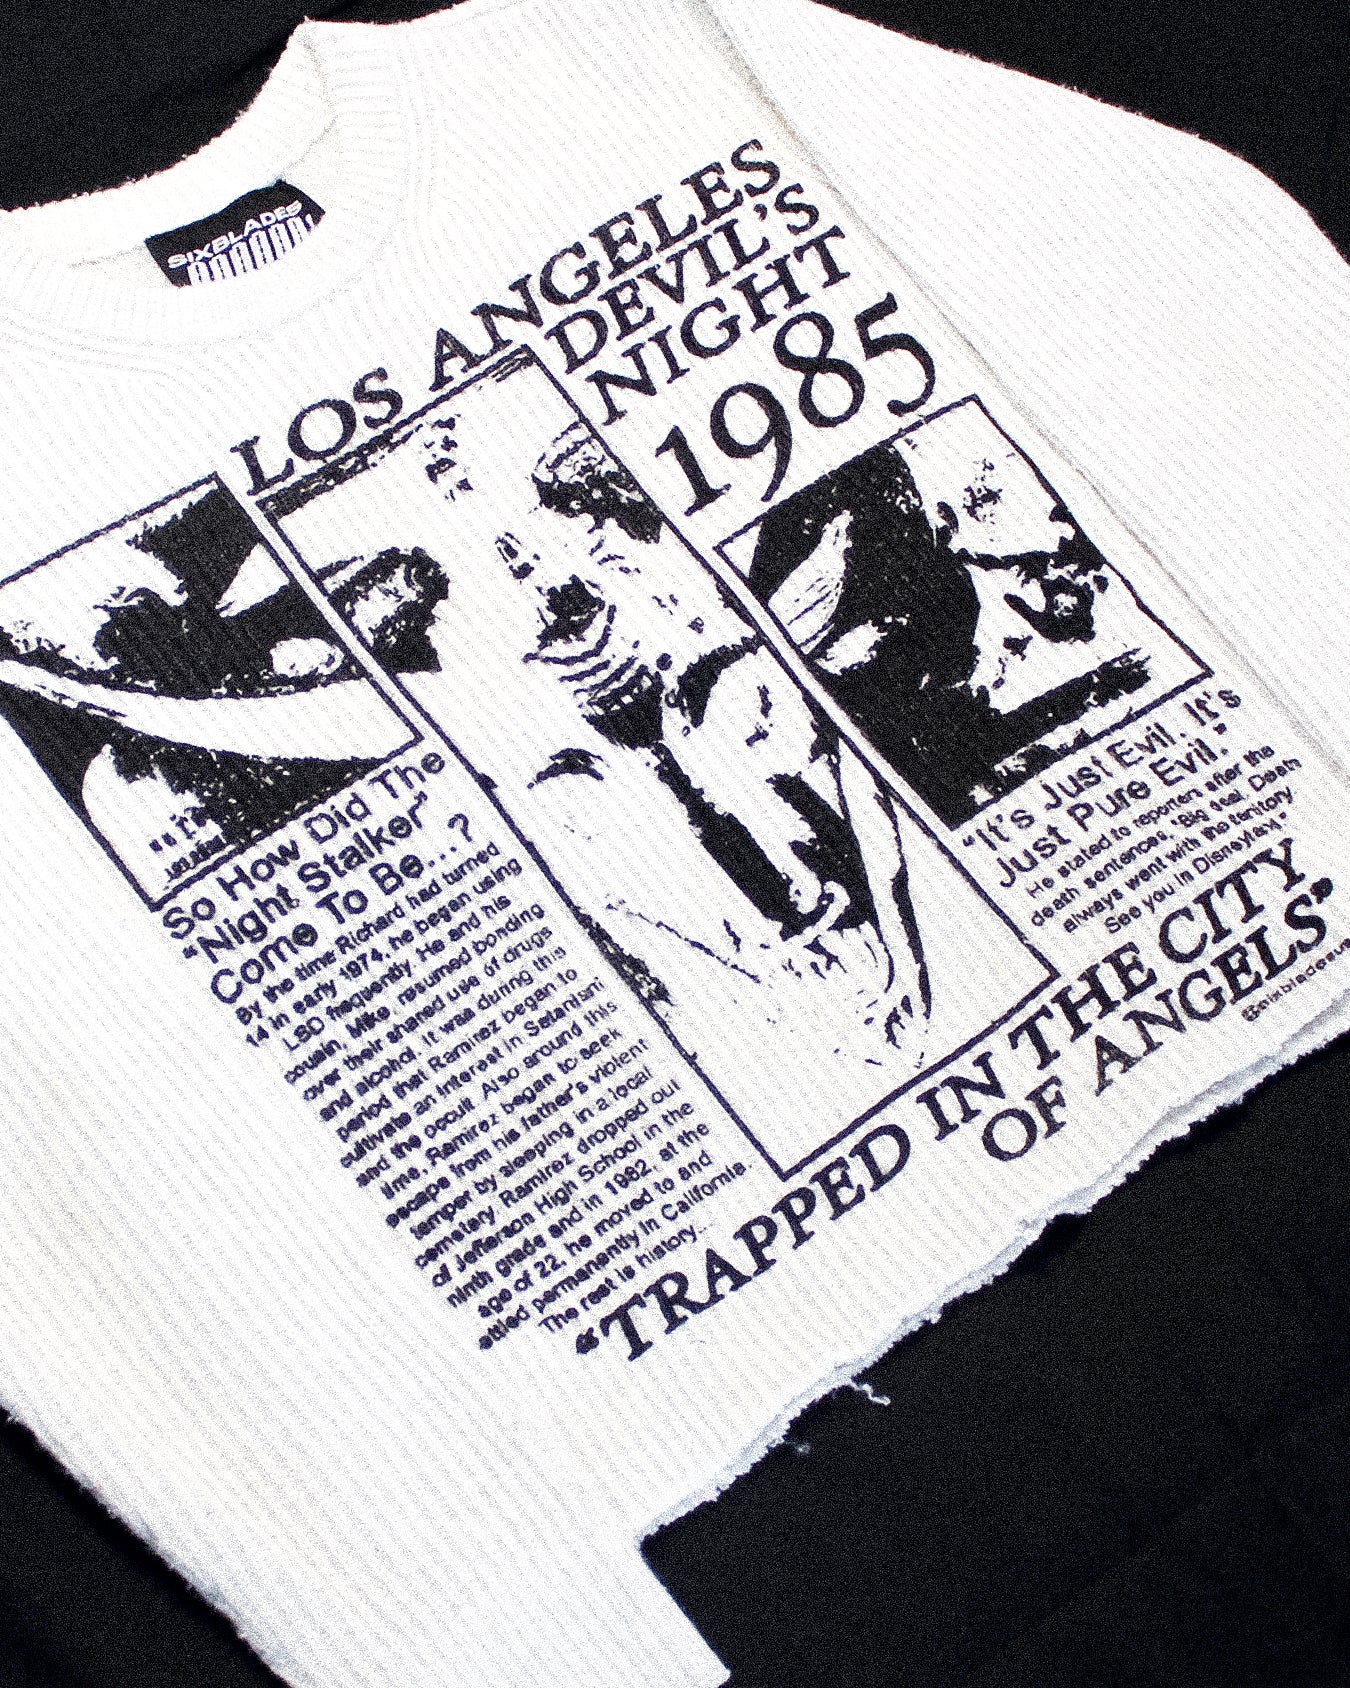 SIXBLADES
LOS ANGELES
DEVIL'S
NIGHT
1985
So How Did The
"Night Stalker"
Come To Be...?
By the time Richard had turned
14 in early 1974, he began using
LSD frequently. He and his
cousin, Mike, resumed bonding
over their shared use of drugs
and alcohol. It was during this
period that Ramirez began to
cultivate an interest in Satanism
and the occult. Also around this
time, Ramirez began to seek
escape from his father's violent
temper by sleeping in a local
cemetary. Ramirez dropped out
of Jefferson High School in the
ninth grade and in 1982, at the
age of 22, he moved to and
permanently in California.
The rest is history...
"It's Just Evil. It's
Just Pure Evil."
He stated to reporters after the
death sentences, "Big deal. Death
always went with the territory
See you in Disneyland."
"TRAPPED IN THE CITY
OF ANGELS"